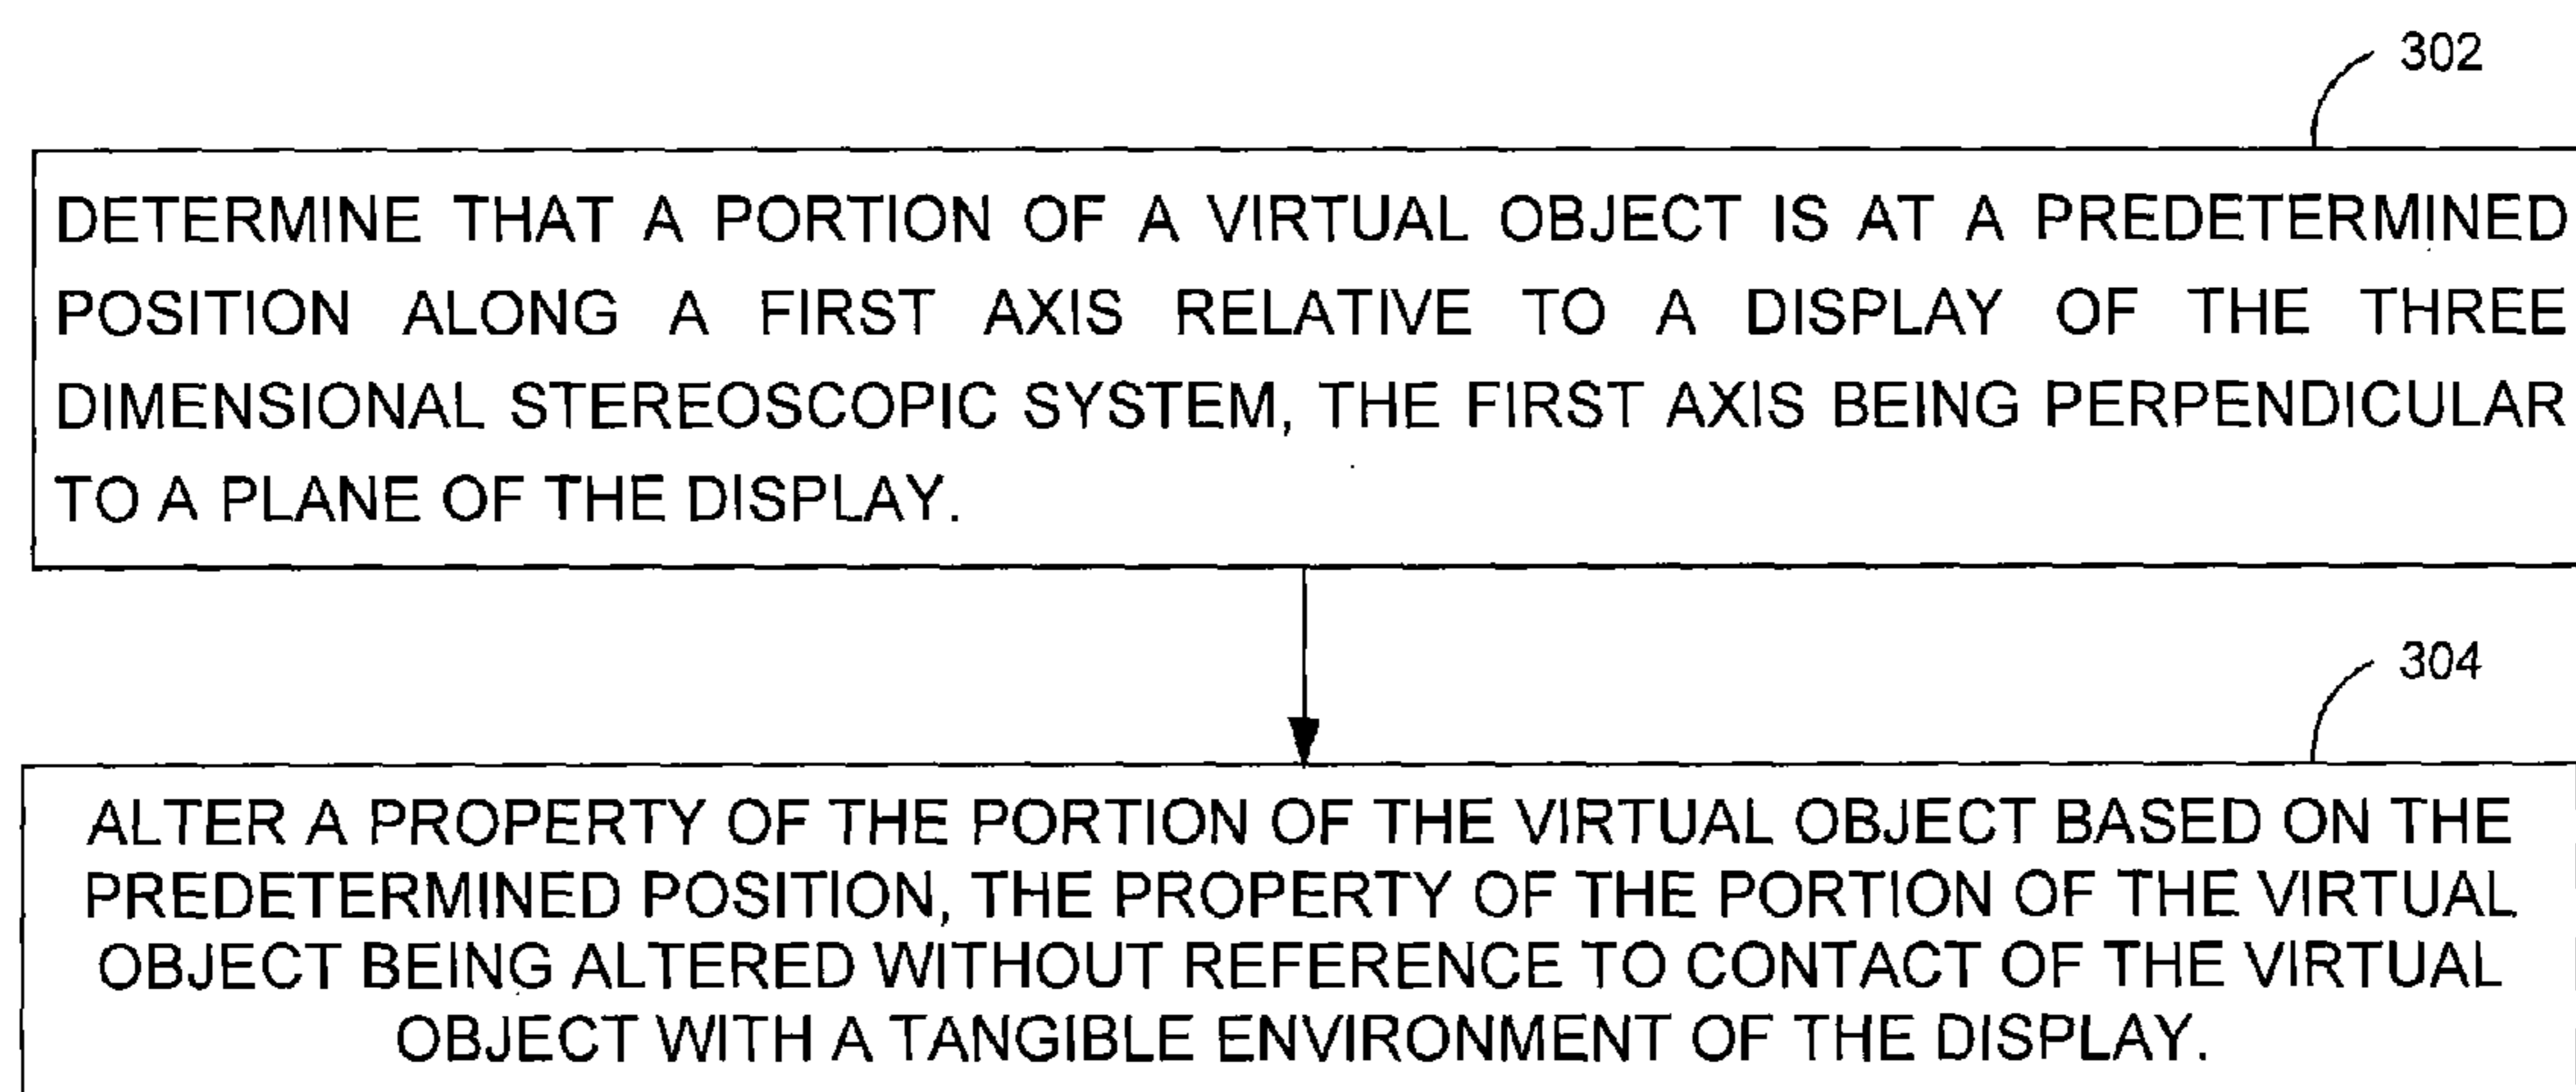 302
DETERMINE THAT A PORTION OF A VIRTUAL OBJECT IS AT A PREDETERMINED
POSITION ALONG A FIRST AXIS RELATIVE TO A DISPLAY OF THE THREE
DIMENSIONAL STEREOSCOPIC SYSTEM, THE FIRST AXIS BEING PERPENDICULAR
TO A PLANE OF THE DISPLAY.
304
ALTER A PROPERTY OF THE PORTION OF THE VIRTUAL OBJECT BASED ON THE
PREDETERMINED POSITION, THE PROPERTY OF THE PORTION OF THE VIRTUAL
OBJECT BEING ALTERED WITHOUT REFERENCE TO CONTACT OF THE VIRTUAL
OBJECT WITH A TANGIBLE ENVIRONMENT OF THE DISPLAY.